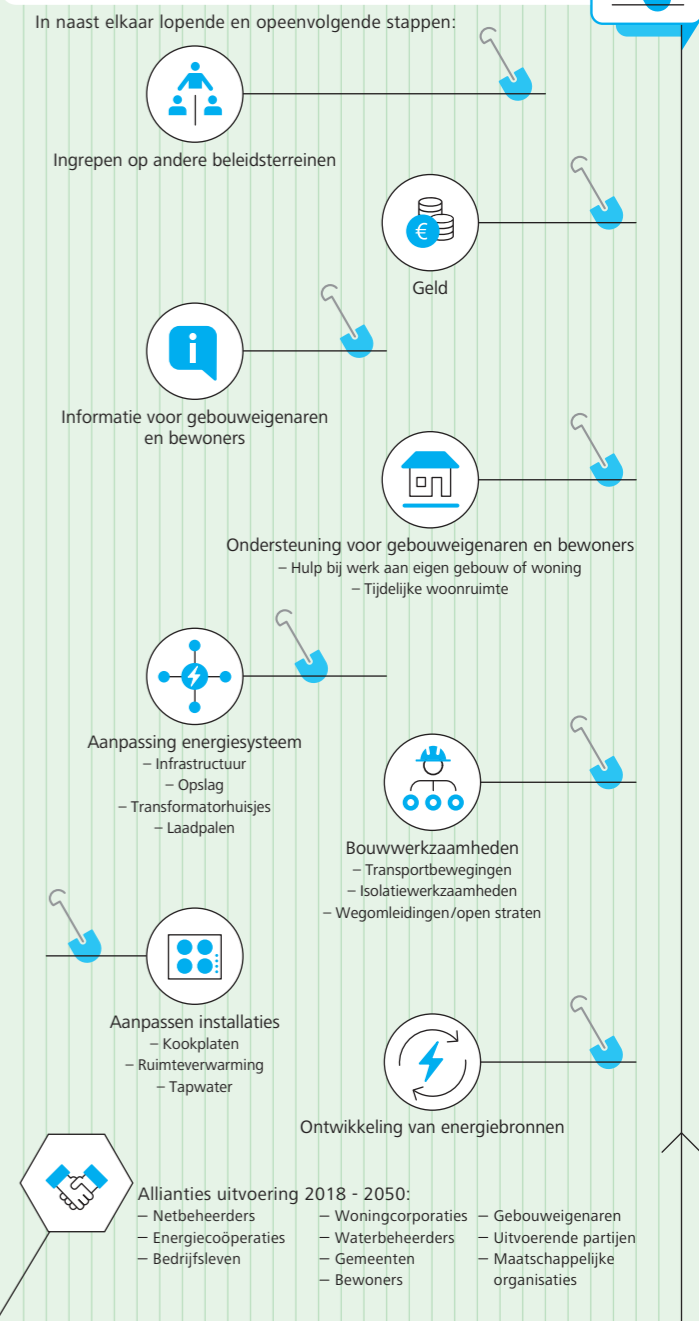 In naast elkaar lopende en opeenvolgende stappen:
Ingrepen op andere beleidsterreinen
€
Geld
i
Informatie voor gebouweigenaren
en bewoners
Ondersteuning voor gebouweigenaren en bewoners
– Hulp bij werk aan eigen gebouw of woning
– Tijdelijke woonruimte
Aanpassing energiesysteem
– Infrastructuur
– Opslag
– Transformatorhuisjes
– Laadpalen
Bouwwerkzaamheden
– Transportbewegingen
– Isolatiewerkzaamheden
– Wegomleidingen/open straten
Aanpassen installaties
– Kookplaten
– Ruimteverwarming
– Tapwater
Ontwikkeling van energiebronnen
Allianties uitvoering 2018 - 2050:
– Netbeheerders
– Energiecoöperaties
– Bedrijfsleven
– Woningcorporaties
– Waterbeheerders
– Gemeenten
– Bewoners
– Gebouweigenaren
– Uitvoerende partijen
– Maatschappelijke
organisaties